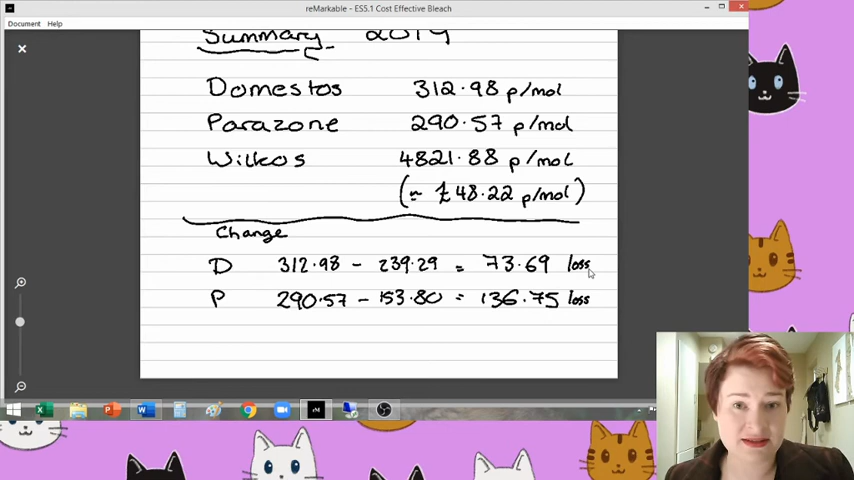 reMarkable - ES5.1 Cost Effective Bleach
Document Help
Summary 2019
Domestos 312.98 p/mol
Parazone 290.57 p/mol
Wilkos 4821.88 p/mol
(≈ £48.22 p/mol)
Change
D 312.98 - 239.29 = 73.69 loss
P 290.57 - 153.80 = 136.75 loss